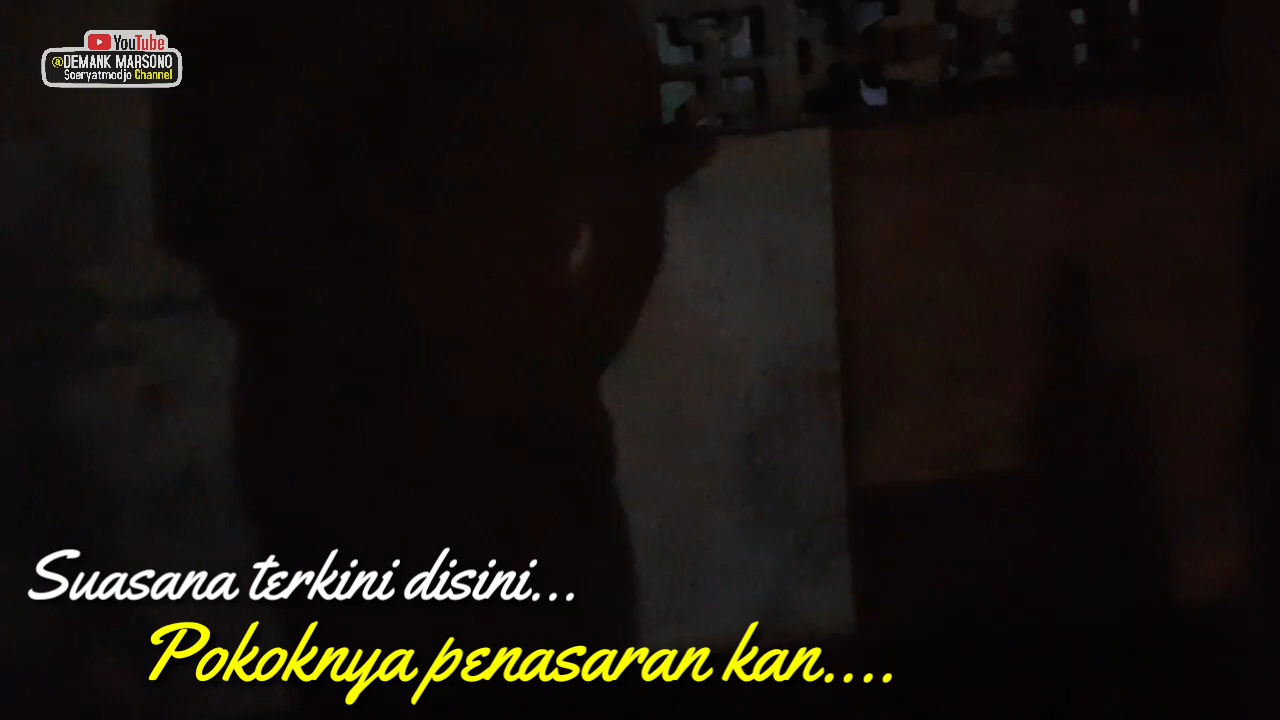 YouTube
@DEMANK MARSONO
Soeryatmodjo Channel
Suasana terkini disini...
Pokoknya penasaran kan....